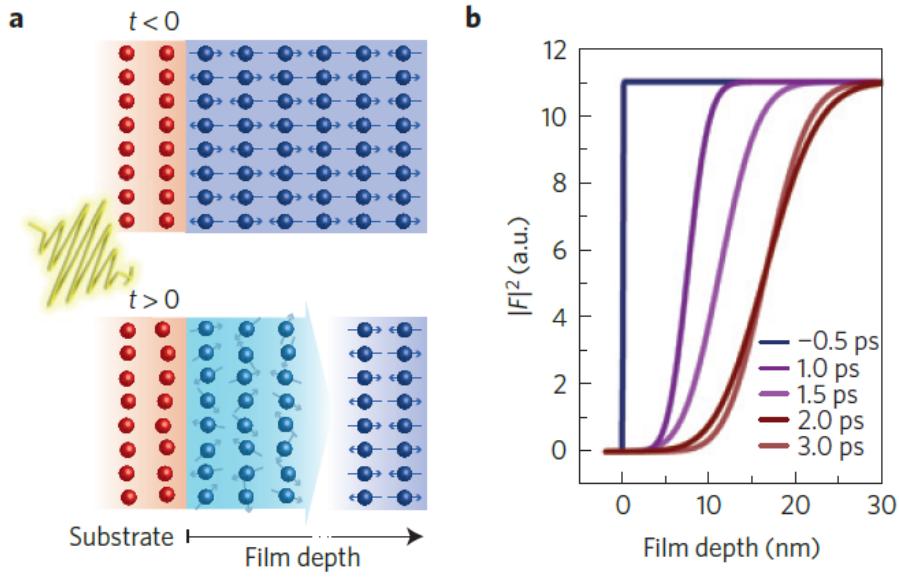 a
t < 0
t > 0
Substrate
Film depth
b
|F|² (a.u.)
12
10
8
6
4
2
0
−0.5 ps
1.0 ps
1.5 ps
2.0 ps
3.0 ps
0
10
20
30
Film depth (nm)